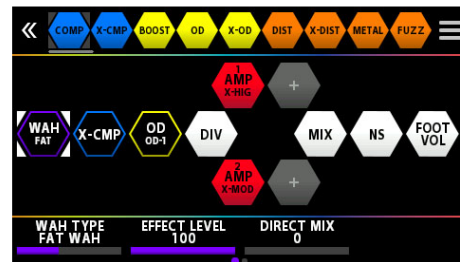 COMP X-CMP BOOST OD X-OD DIST X-DIST METAL FUZZ
1
AMP
X-HIG
+
WAH
FAT
X-CMP
OD
OD-1
DIV
MIX
NS
FOOT
VOL
2
AMP
X-MOD
+
WAH TYPE
FAT WAH
EFFECT LEVEL
100
DIRECT MIX
0